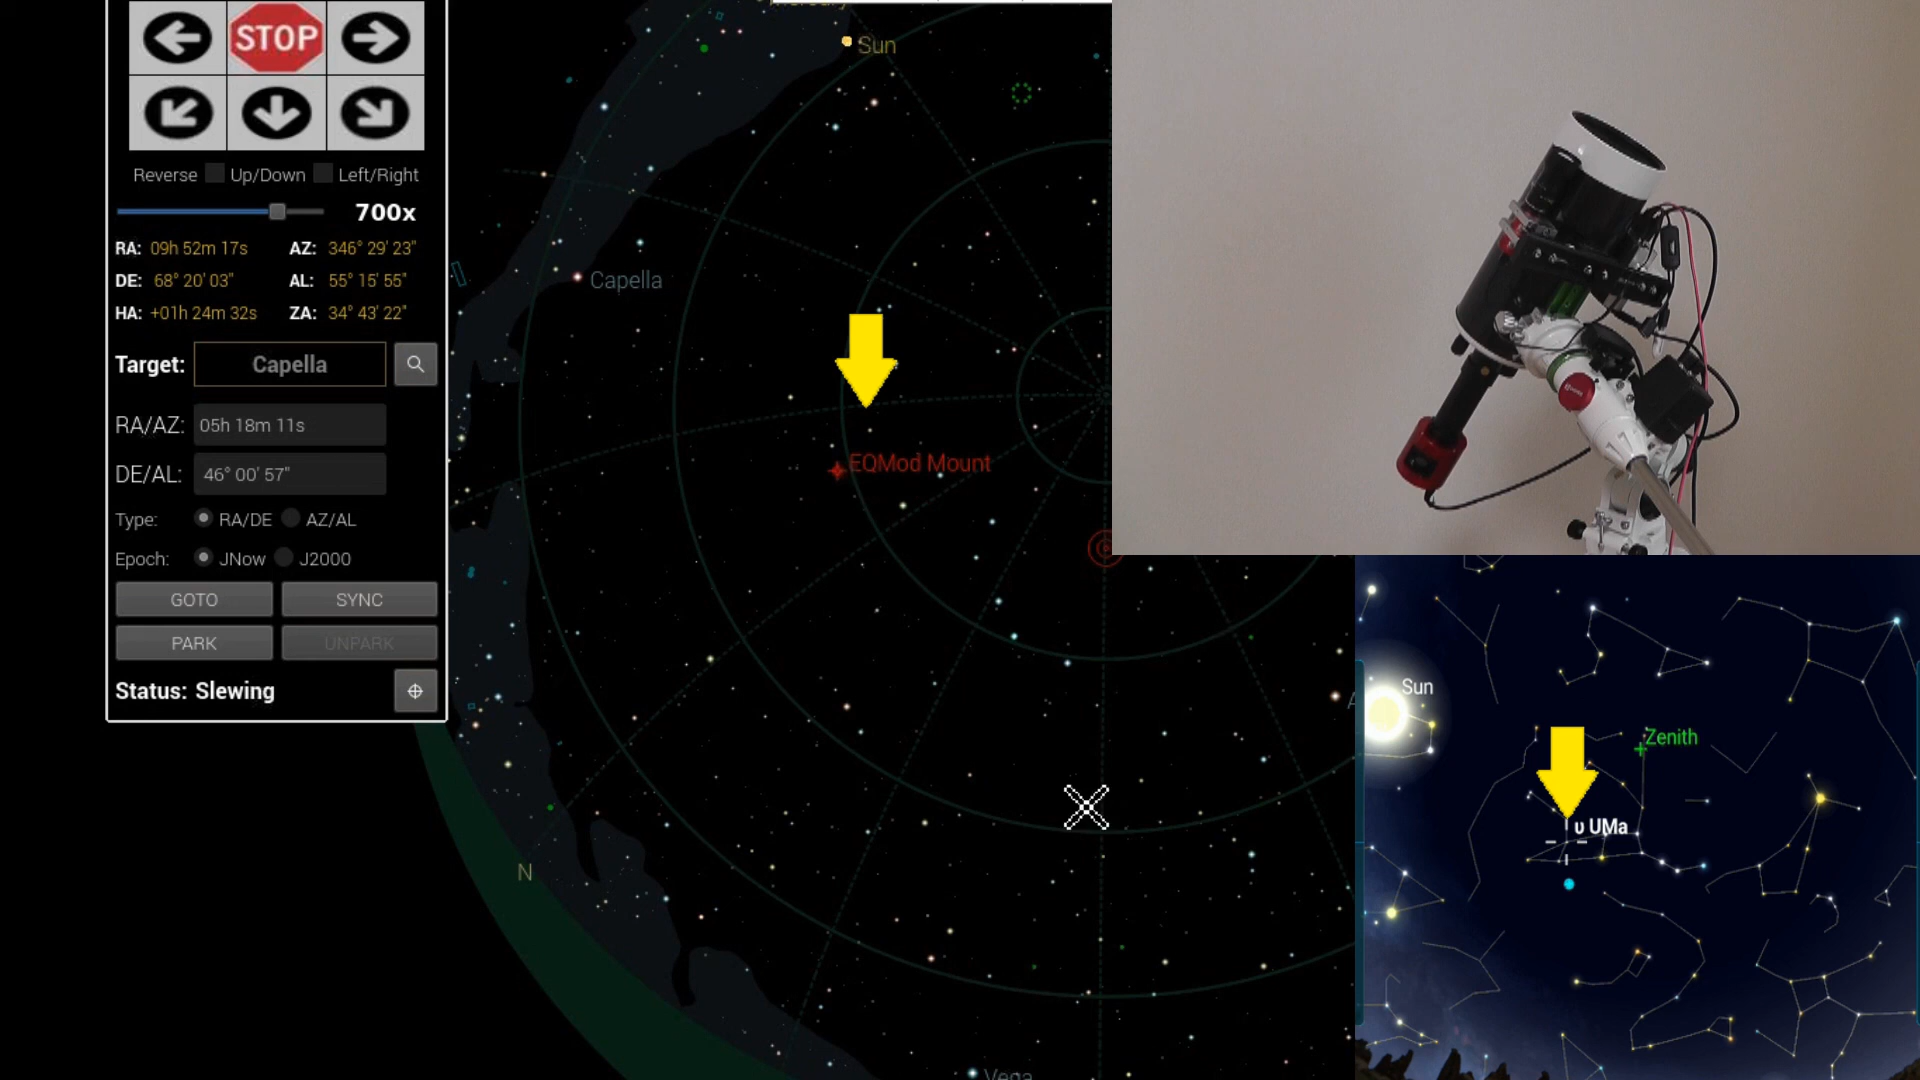 STOP
Reverse Up/Down Left/Right
700x
RA: 09h 52m 17s AZ: 346° 29' 23"
DE: 68° 20' 03" AL: 55° 15' 55"
HA: +01h 24m 32s ZA: 34° 43' 22"
Target: Capella
RA/AZ: 05h 18m 11s
DE/AL: 46° 00' 57"
Type: RA/DE AZ/AL
Epoch: JNow J2000
GOTO SYNC
PARK UNPARK
Status: Slewing
Mercury
Sun
Capella
EQMod Mount
N
Vega
Sun
Zenith
υ UMa